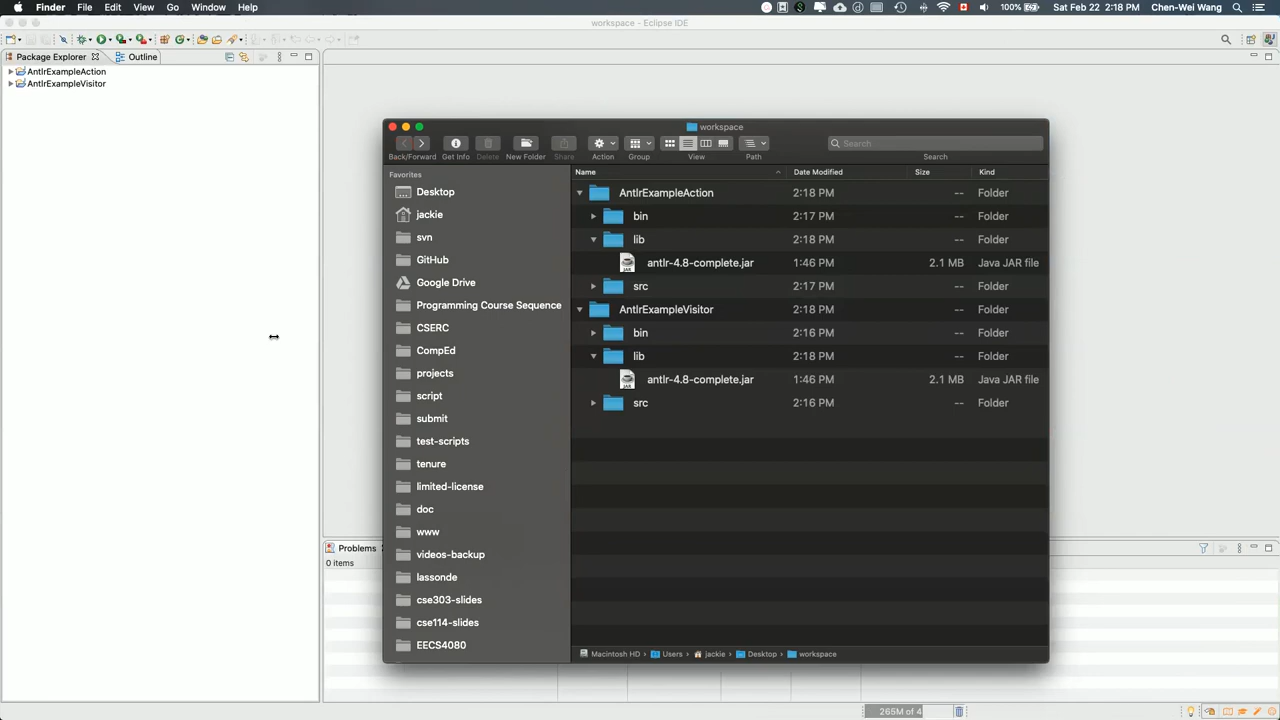 Finder File Edit View Go Window Help 100% Sat Feb 22 2:18 PM Chen-Wei Wang
workspace - Eclipse IDE
Package Explorer Outline
AntlrExampleAction
AntlrExampleVisitor
workspace
Search
Back/Forward Get Info Delete New Folder Share Action Group View Path Search
Favorites
Desktop
jackie
svn
GitHub
Google Drive
Programming Course Sequence
CSERC
CompEd
projects
script
submit
test-scripts
tenure
limited-license
doc
www
videos-backup
lassonde
cse303-slides
cse114-slides
EECS4080
Name Date Modified Size Kind
AntlrExampleAction 2:18 PM -- Folder
bin 2:17 PM -- Folder
lib 2:18 PM -- Folder
antlr-4.8-complete.jar 1:46 PM 2.1 MB Java JAR file
src 2:17 PM -- Folder
AntlrExampleVisitor 2:18 PM -- Folder
bin 2:16 PM -- Folder
lib 2:18 PM -- Folder
antlr-4.8-complete.jar 1:46 PM 2.1 MB Java JAR file
src 2:16 PM -- Folder
Macintosh HD Users jackie Desktop workspace
Problems
0 items
265M of 4